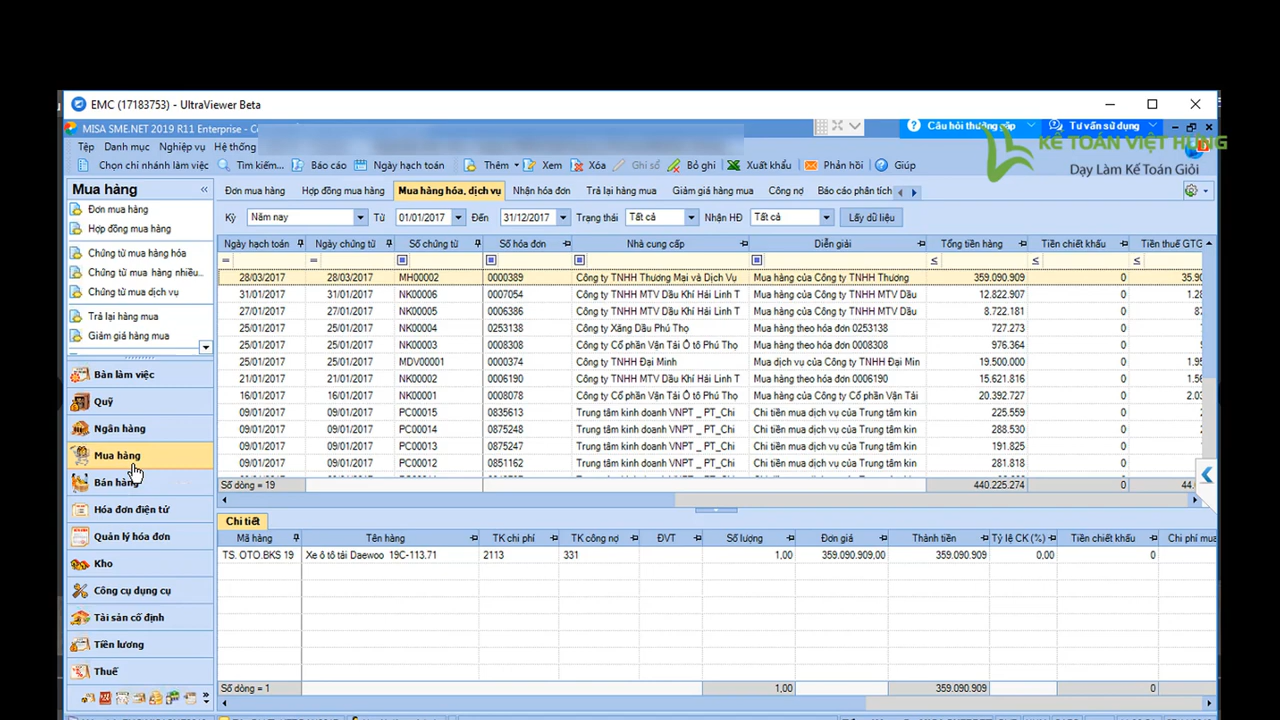 EMC (17183753) - UltraViewer Beta
MISA SME.NET 2019 R11 Enterprise - C
Câu hỏi thường gặp Tư vấn sử dụng
KẾ TOÁN VIỆT HƯNG
Dạy Làm Kế Toán Giỏi
Tệp Danh mục Nghiệp vụ Hệ thống
Chọn chi nhánh làm việc Tìm kiếm... Báo cáo Ngày hạch toán Thêm Xem Xóa Ghi sổ Bỏ ghi Xuất khẩu Phản hồi Giúp
Mua hàng
Đơn mua hàng
Hợp đồng mua hàng
Chứng từ mua hàng hóa
Chứng từ mua hàng nhiều...
Chứng từ mua dịch vụ
Trả lại hàng mua
Giảm giá hàng mua
Bàn làm việc
Quỹ
Ngân hàng
Mua hàng
Bán hàng
Hóa đơn điện tử
Quản lý hóa đơn
Kho
Công cụ dụng cụ
Tài sản cố định
Tiền lương
Thuế
Đơn mua hàng Hợp đồng mua hàng Mua hàng hóa, dịch vụ Nhận hóa đơn Trả lại hàng mua Giảm giá hàng mua Công nợ Báo cáo phân tích
Kỳ Năm nay Từ 01/01/2017 Đến 31/12/2017 Trạng thái Tất cả Nhận HĐ Tất cả Lấy dữ liệu
Ngày hạch toán Ngày chứng từ Số chứng từ Số hóa đơn Nhà cung cấp Diễn giải Tổng tiền hàng Tiền chiết khấu Tiền thuế GTG
= = ≤ ≤ ≤
28/03/2017 28/03/2017 MH00002 0000389 Công ty TNHH Thương Mại và Dịch Vụ Mua hàng của Công ty TNHH Thương 359.090.909 0 35.90
31/01/2017 31/01/2017 NK00006 0007054 Công ty TNHH MTV Dầu Khí Hải Linh T Mua hàng của Công ty TNHH MTV Dầu 12.822.907 0 1.28
27/01/2017 27/01/2017 NK00005 0006386 Công ty TNHH MTV Dầu Khí Hải Linh T Mua hàng của Công ty TNHH MTV Dầu 8.722.181 0 87
25/01/2017 25/01/2017 NK00004 0253138 Công ty Xăng Dầu Phú Thọ Mua hàng theo hóa đơn 0253138 727.273 0 7
25/01/2017 25/01/2017 NK00003 0008308 Công ty Cổ phần Vận Tải Ô tô Phú Thọ Mua hàng theo hóa đơn 0008308 976.364 0 9
25/01/2017 25/01/2017 MDV00001 0000374 Công ty TNHH Đại Minh Mua dịch vụ của Công ty TNHH Đại Min 19.500.000 0 1.95
21/01/2017 21/01/2017 NK00002 0006190 Công ty TNHH MTV Dầu Khí Hải Linh T Mua hàng theo hóa đơn 0006190 15.621.816 0 1.56
16/01/2017 16/01/2017 NK00001 0008078 Công ty Cổ phần Vận Tải Ô tô Phú Thọ Mua hàng của Công ty Cổ phần Vận Tải 20.392.727 0 2.03
09/01/2017 09/01/2017 PC00015 0835613 Trung tâm kinh doanh VNPT _ PT_Chi Chi tiền mua dịch vụ của Trung tâm kin 225.559 0 2
09/01/2017 09/01/2017 PC00014 0875248 Trung tâm kinh doanh VNPT _ PT_Chi Chi tiền mua dịch vụ của Trung tâm kin 288.530 0 2
09/01/2017 09/01/2017 PC00013 0875247 Trung tâm kinh doanh VNPT _ PT_Chi Chi tiền mua dịch vụ của Trung tâm kin 191.825 0 1
09/01/2017 09/01/2017 PC00012 0851162 Trung tâm kinh doanh VNPT _ PT_Chi Chi tiền mua dịch vụ của Trung tâm kin 281.818 0 2
Số dòng = 19 440.225.274 0 44.
Chi tiết
Mã hàng Tên hàng TK chi phí TK công nợ ĐVT Số lượng Đơn giá Thành tiền Tỷ lệ CK (%) Tiền chiết khấu Chi phí mua
TS. OTO.BKS 19 Xe ô tô tải Daewoo 19C-113.71 2113 331 1,00 359.090.909,00 359.090.909 0,00 0
Số dòng = 1 1,00 359.090.909 0